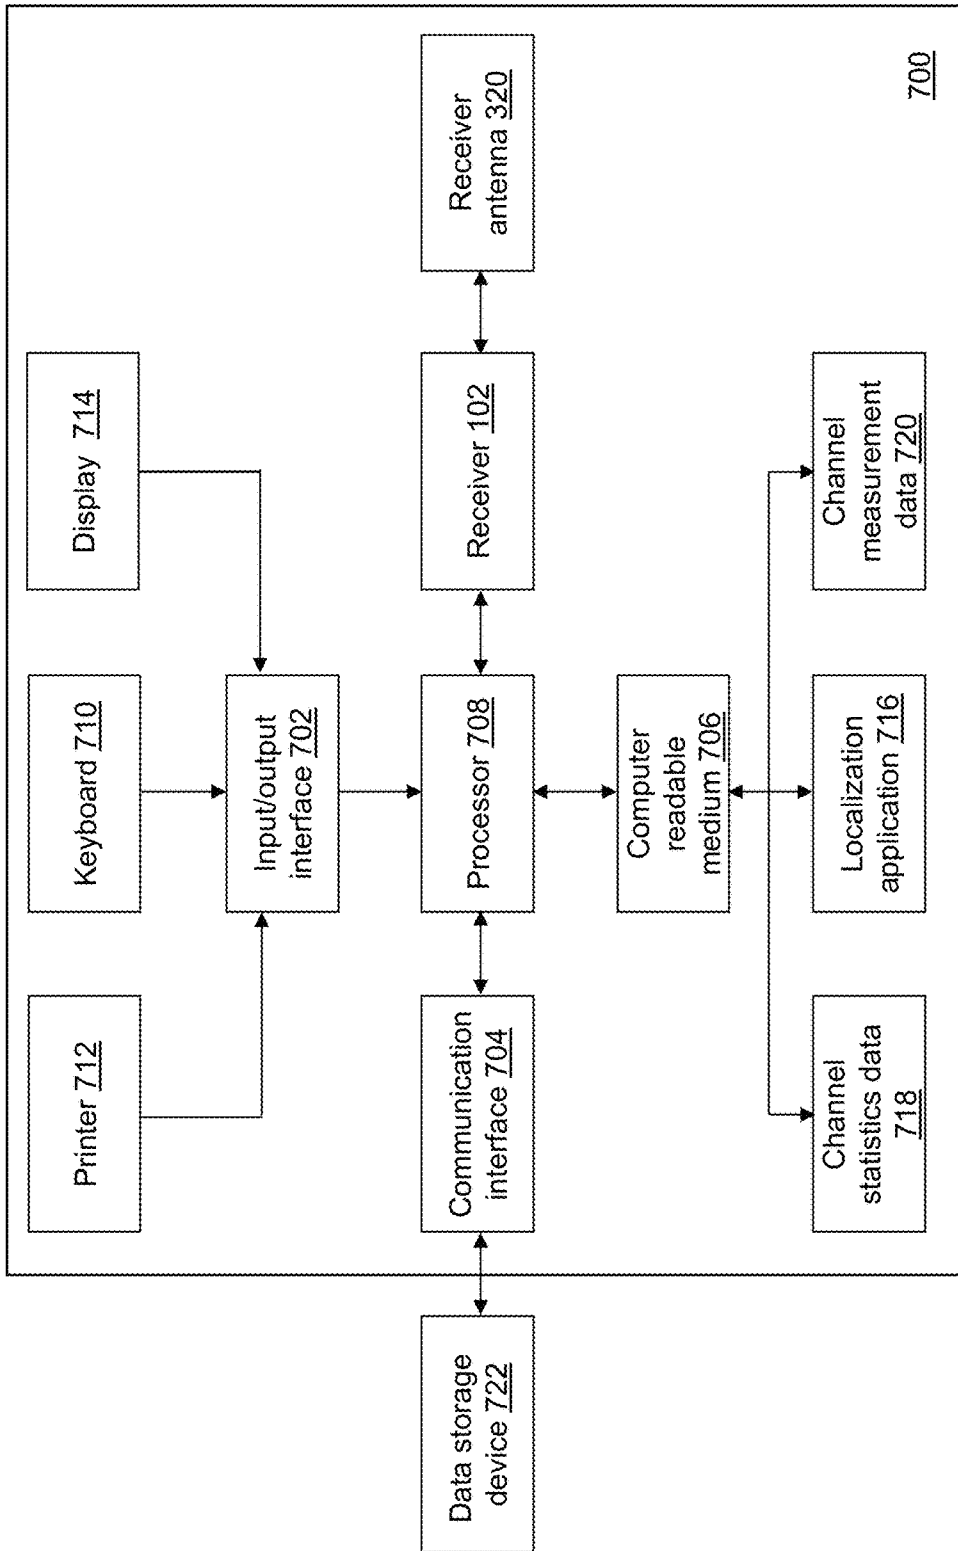 Printer 712
Keyboard 710
Display 714
Input/output
interface 702
Data storage
device 722
Communication
interface 704
Processor 708
Receiver 102
Receiver
antenna 320
Computer
readable
medium 706
Channel
statistics data
718
Localization
application 716
Channel
measurement
data 720
700